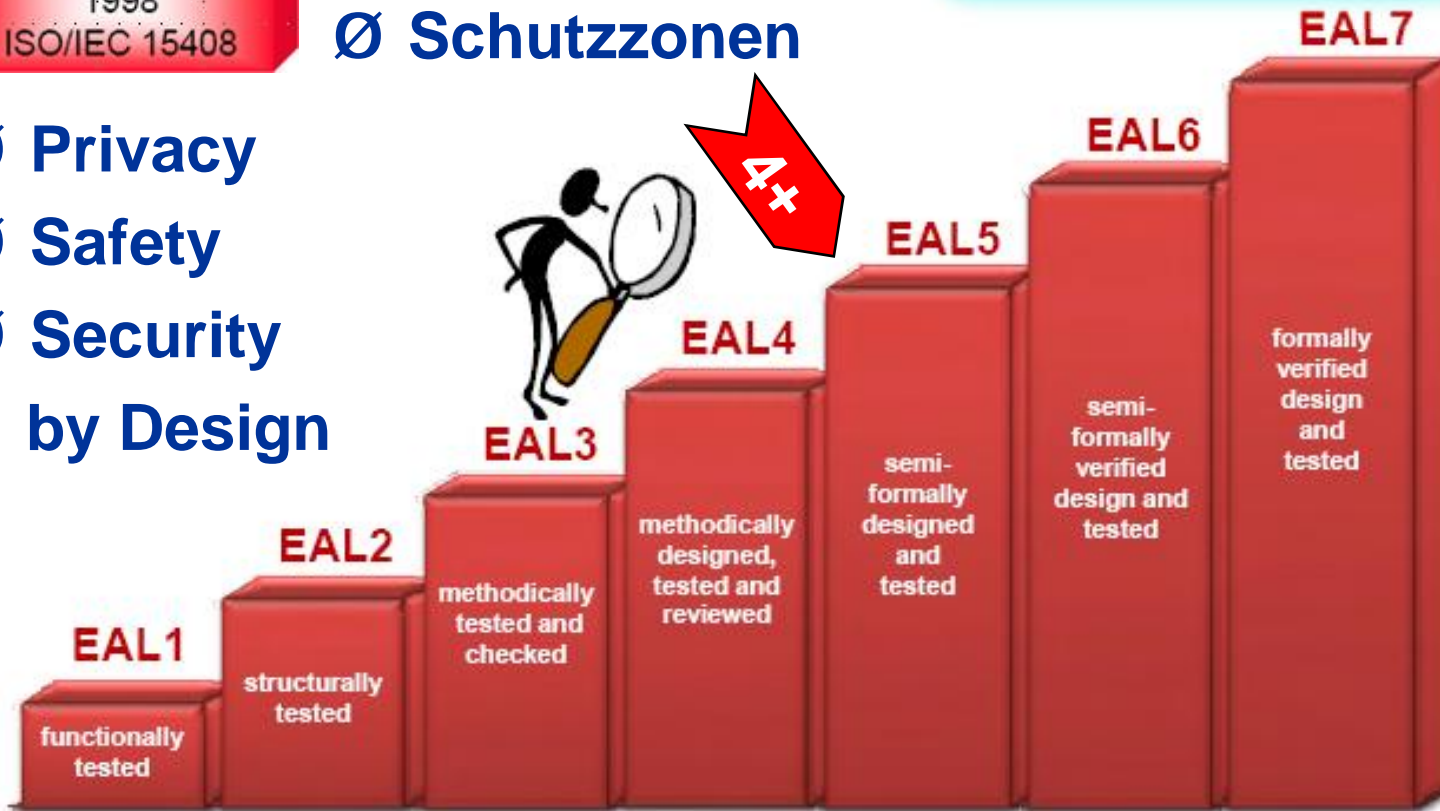 1998
ISO/IEC 15408
Ø Schutzzonen
Ø Privacy
Ø Safety
Ø Security
by Design
4+
EAL1
functionally
tested
EAL2
structurally
tested
EAL3
methodically
tested and
checked
EAL4
methodically
designed,
tested and
reviewed
EAL5
semi-
formally
designed
and
tested
EAL6
semi-
formally
verified
design and
tested
EAL7
formally
verified
design
and
tested